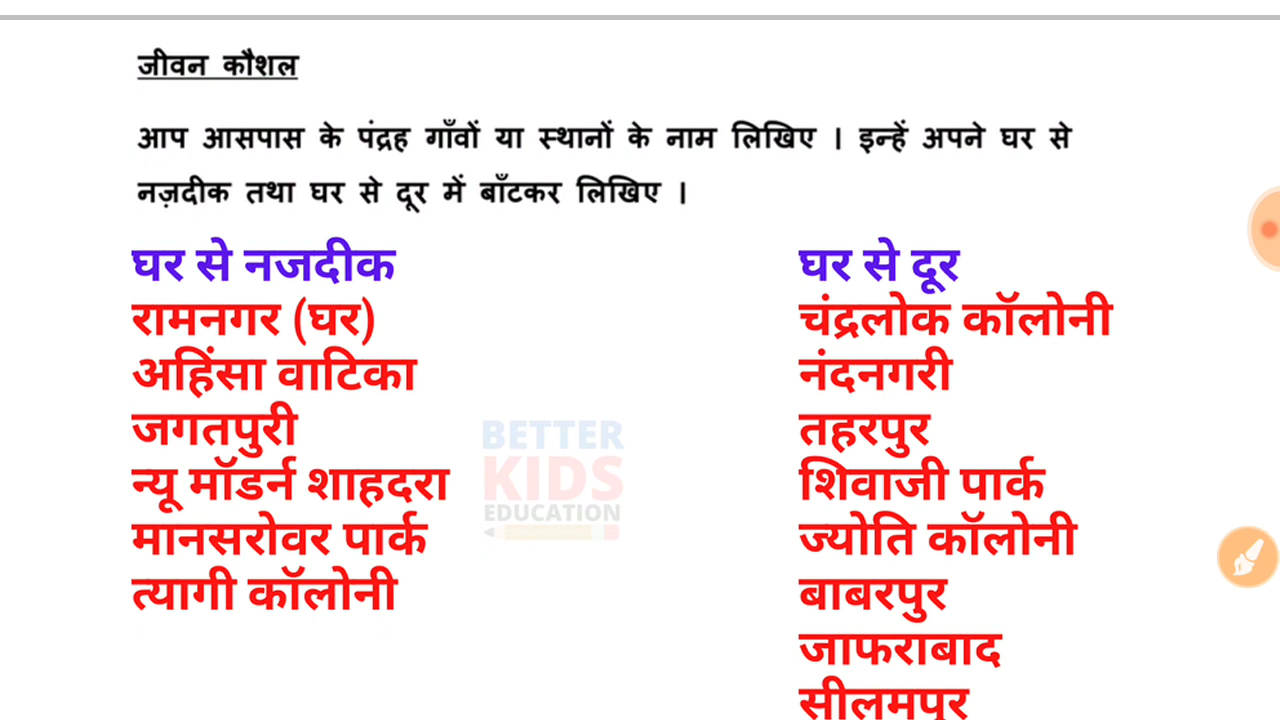 जीवन कौशल
आप आसपास के पंद्रह गाँवों या स्थानों के नाम लिखिए । इन्हें अपने घर से
नज़दीक तथा घर से दूर में बाँटकर लिखिए ।
घर से नजदीक
रामनगर (घर)
अहिंसा वाटिका
जगतपुरी
न्यू मॉडर्न शाहदरा
मानसरोवर पार्क
त्यागी कॉलोनी
घर से दूर
चंद्रलोक कॉलोनी
नंदनगरी
तहरपुर
शिवाजी पार्क
ज्योति कॉलोनी
बाबरपुर
जाफराबाद
सीलमपुर
BETTER
KIDS
EDUCATION